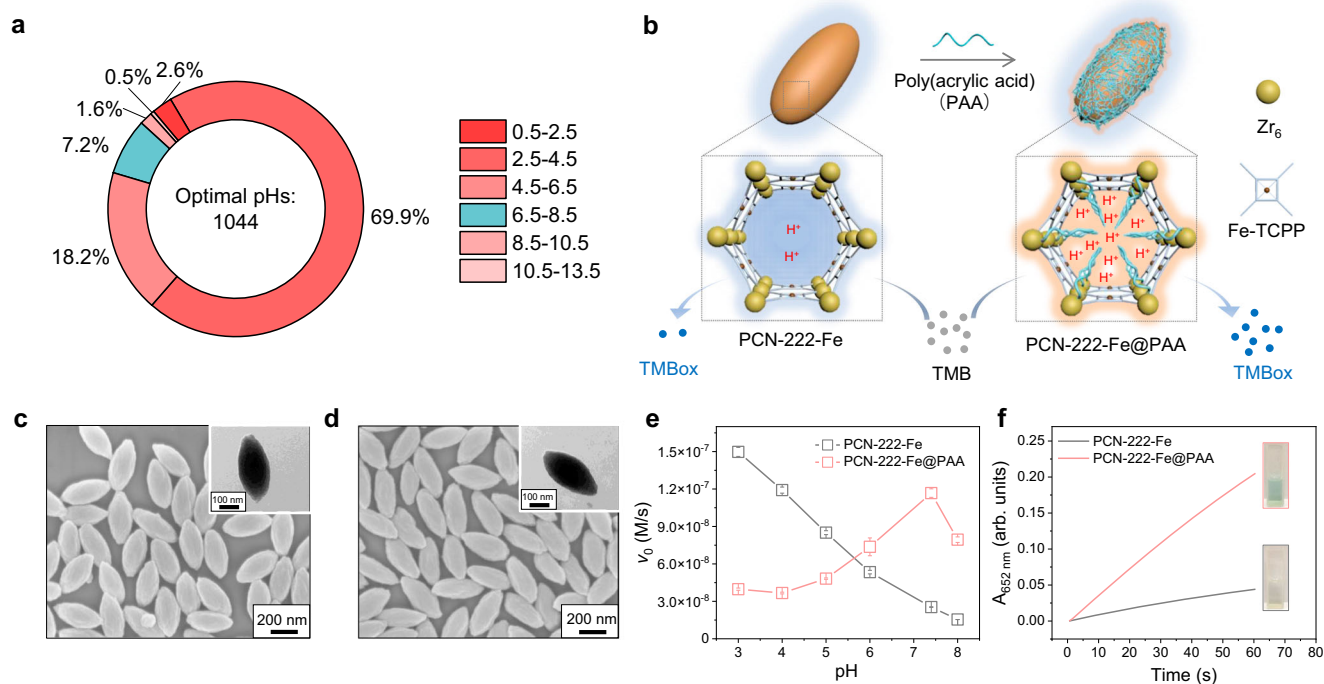 a
2.6%
0.5%
1.6%
7.2%
18.2%
69.9%
Optimal pHs:
1044
0.5-2.5
2.5-4.5
4.5-6.5
6.5-8.5
8.5-10.5
10.5-13.5
b
Poly(acrylic acid)
(PAA)
Zr6
Fe-TCPP
H+
H+
H+
H+
H+
H+
H+
H+
H+
H+
H+
H+
PCN-222-Fe
PCN-222-Fe@PAA
TMBox
TMB
TMBox
c
100 nm
200 nm
d
100 nm
200 nm
e
PCN-222-Fe
PCN-222-Fe@PAA
1.5×10-7
1.2×10-7
9.0×10-8
6.0×10-8
3.0×10-8
0
v0 (M/s)
3 4 5 6 7 8
pH
f
PCN-222-Fe
PCN-222-Fe@PAA
0.25
0.20
0.15
0.10
0.05
0.00
A652 nm (arb. units)
0 10 20 30 40 50 60 70 80
Time (s)